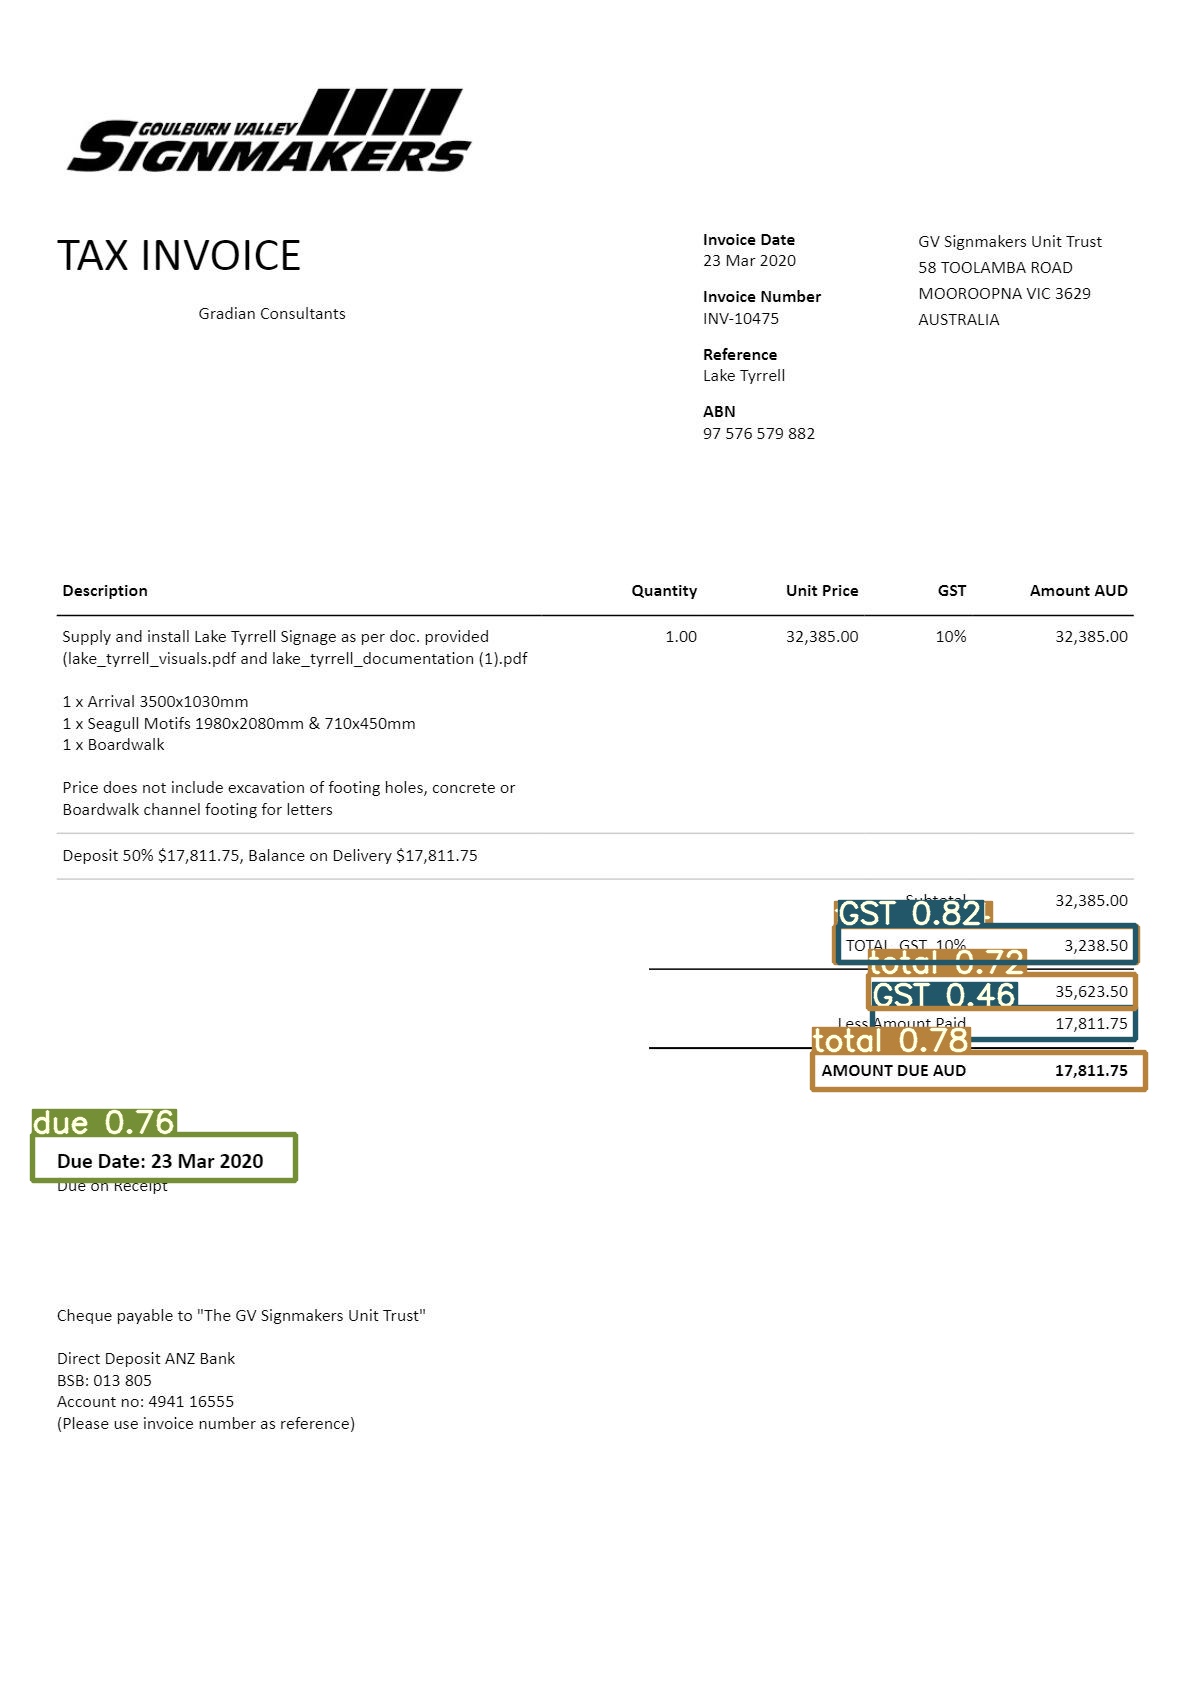 GOULBURN VALLEY
SIGNMAKERS
TAX INVOICE
Gradian Consultants
Invoice Date
23 Mar 2020
Invoice Number
INV-10475
Reference
Lake Tyrrell
ABN
97 576 579 882
GV Signmakers Unit Trust
58 TOOLAMBA ROAD
MOOROOPNA VIC 3629
AUSTRALIA
Description Quantity Unit Price GST Amount AUD
Supply and install Lake Tyrrell Signage as per doc. provided 1.00 32,385.00 10% 32,385.00
(lake_tyrrell_visuals.pdf and lake_tyrrell_documentation (1).pdf
1 x Arrival 3500x1030mm
1 x Seagull Motifs 1980x2080mm & 710x450mm
1 x Boardwalk
Price does not include excavation of footing holes, concrete or
Boardwalk channel footing for letters
Deposit 50% $17,811.75, Balance on Delivery $17,811.75
Subtotal 32,385.00
GST 0.82
TOTAL GST 10% 3,238.50
total 0.72
35,623.50
GST 0.46
Less Amount Paid 17,811.75
total 0.78
AMOUNT DUE AUD 17,811.75
due 0.76
Due Date: 23 Mar 2020
Due on Receipt
Cheque payable to "The GV Signmakers Unit Trust"
Direct Deposit ANZ Bank
BSB: 013 805
Account no: 4941 16555
(Please use invoice number as reference)